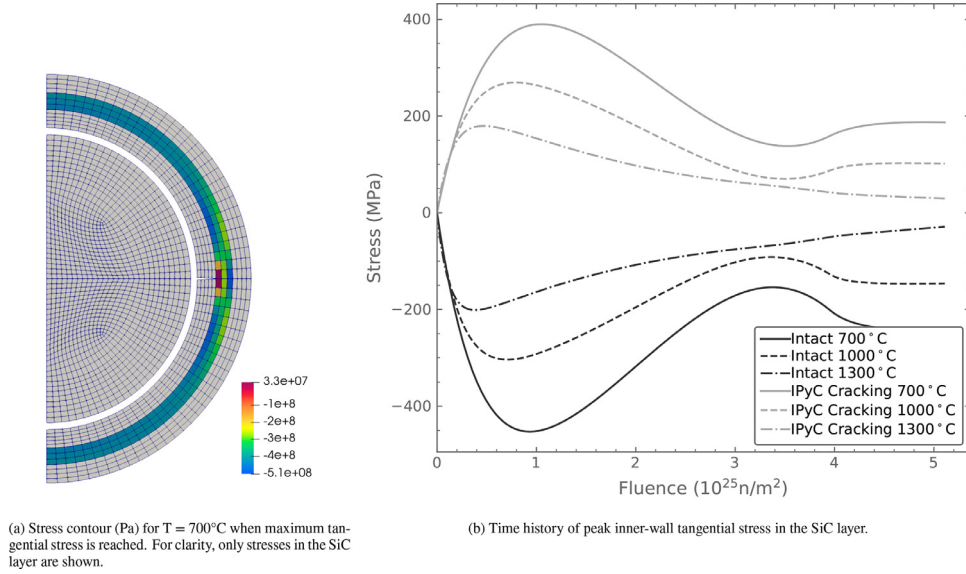 3.3e+07
-1e+8
-2e+8
-3e+8
-4e+8
-5.1e+08
(a) Stress contour (Pa) for T = 700°C when maximum tan-
gential stress is reached. For clarity, only stresses in the SiC
layer are shown.
400
200
0
−200
−400
Stress (MPa)
0 1 2 3 4 5
Fluence (10²⁵n/m²)
Intact 700°C
Intact 1000°C
Intact 1300°C
IPyC Cracking 700°C
IPyC Cracking 1000°C
IPyC Cracking 1300°C
(b) Time history of peak inner-wall tangential stress in the SiC layer.